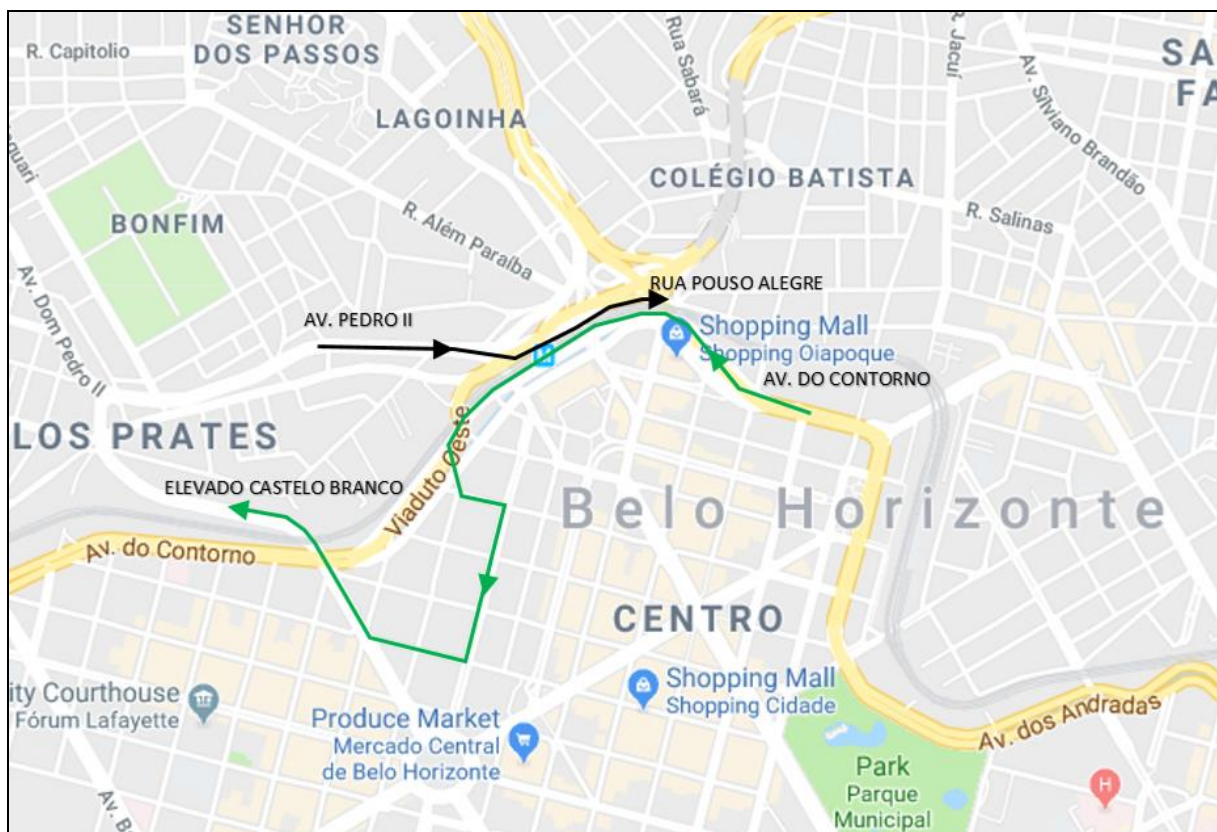 SENHOR
DOS PASSOS
R. Capitolio
Rua Sabará
R. Jacuí
Av. Silviano Brandão
SA
FA
LAGOINHA
COLÉGIO BATISTA
R. Salinas
BONFIM
R. Além Paraíba
Av. Dom Pedro II
RUA POUSO ALEGRE
AV. PEDRO II
Shopping Mall
Shopping Oiapoque
AV. DO CONTORNO
LOS PRATES
ELEVADO CASTELO BRANCO
Viaduto Oeste
Belo Horizonte
Av. do Contorno
CENTRO
ity Courthouse
Fórum Lafayette
Shopping Mall
Shopping Cidade
Produce Market
Mercado Central
de Belo Horizonte
Av. dos Andradas
Park
Parque
Municipal
H